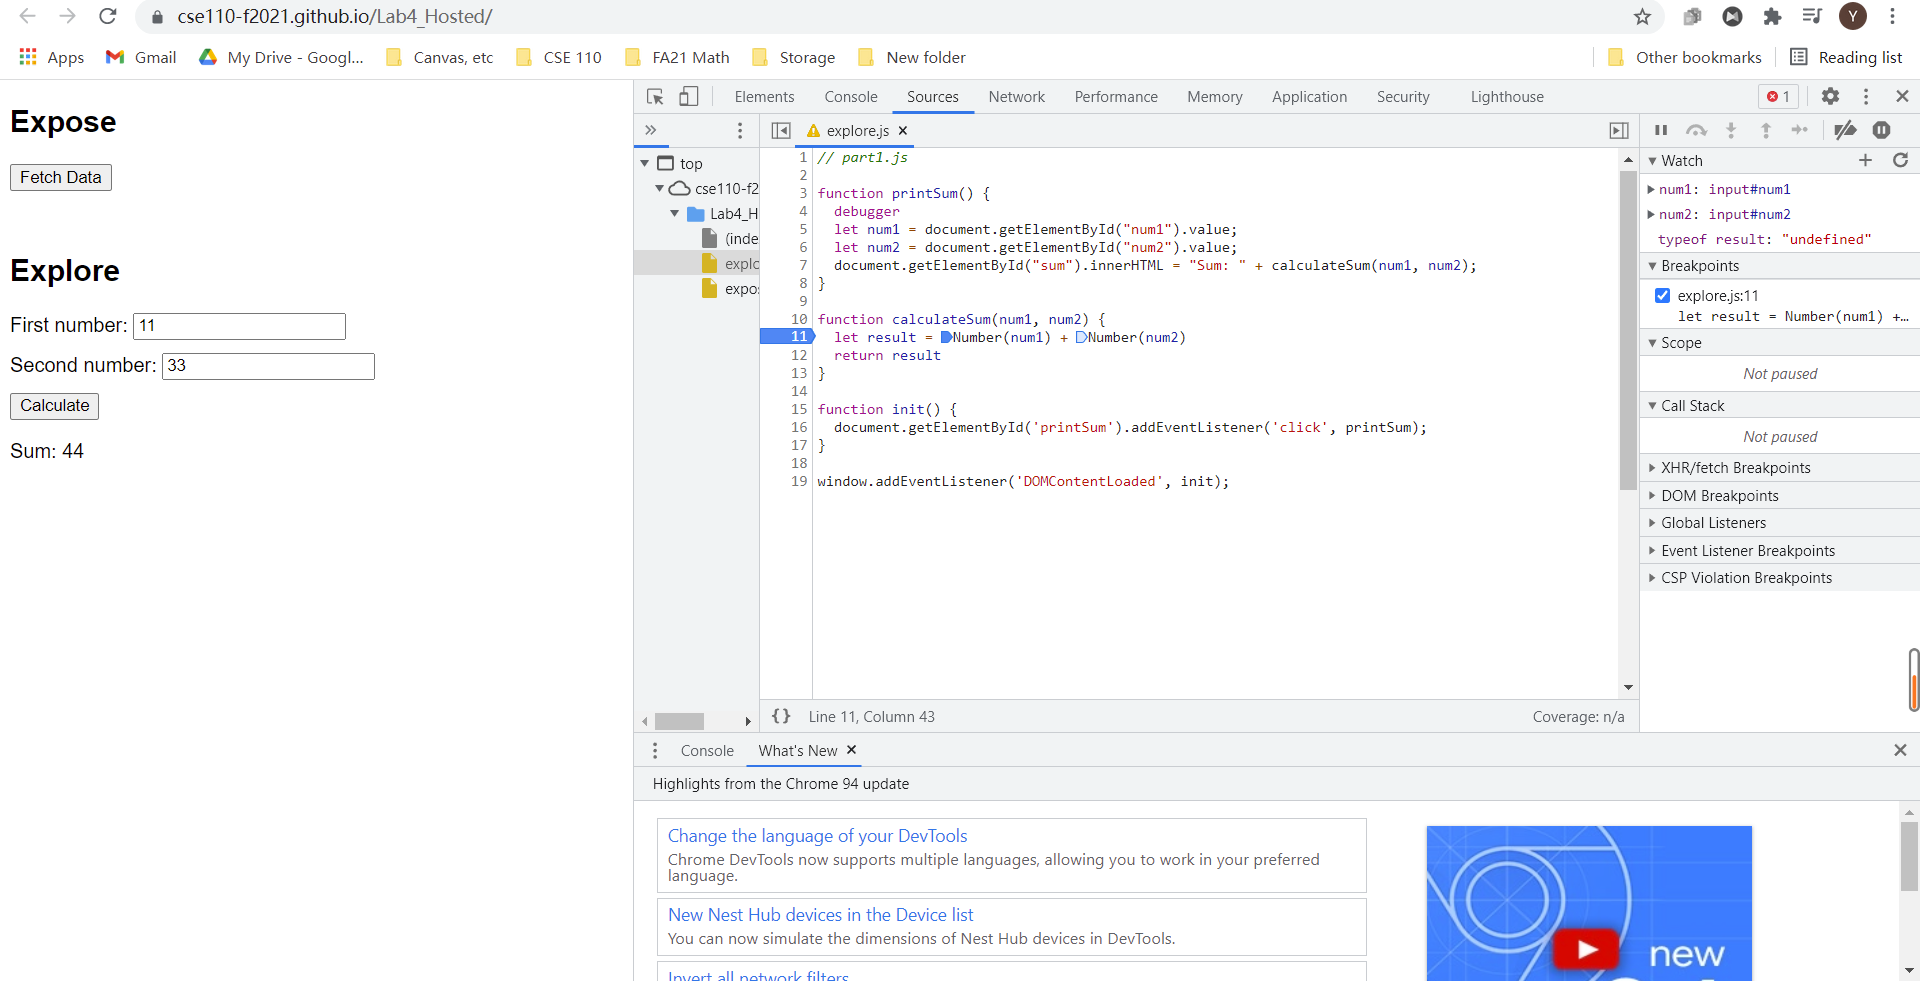 cse110-f2021.github.io/Lab4_Hosted/
Y
Apps
Gmail
My Drive - Googl...
Canvas, etc
CSE 110
FA21 Math
Storage
New folder
Other bookmarks
Reading list
Expose
Fetch Data
Explore
First number: 11
Second number: 33
Calculate
Sum: 44
Elements
Console
Sources
Network
Performance
Memory
Application
Security
Lighthouse
1
top
cse110-f2
Lab4_H
(inde
explo
expo
explore.js
1 // part1.js
2
3 function printSum() {
4 debugger
5 let num1 = document.getElementById("num1").value;
6 let num2 = document.getElementById("num2").value;
7 document.getElementById("sum").innerHTML = "Sum: " + calculateSum(num1, num2);
8 }
9
10 function calculateSum(num1, num2) {
11 let result = Number(num1) + Number(num2)
12 return result
13 }
14
15 function init() {
16 document.getElementById('printSum').addEventListener('click', printSum);
17 }
18
19 window.addEventListener('DOMContentLoaded', init);
{} Line 11, Column 43
Coverage: n/a
Watch
num1: input#num1
num2: input#num2
typeof result: "undefined"
Breakpoints
explore.js:11
let result = Number(num1) +...
Scope
Not paused
Call Stack
Not paused
XHR/fetch Breakpoints
DOM Breakpoints
Global Listeners
Event Listener Breakpoints
CSP Violation Breakpoints
Console
What's New
Highlights from the Chrome 94 update
Change the language of your DevTools
Chrome DevTools now supports multiple languages, allowing you to work in your preferred
language.
New Nest Hub devices in the Device list
You can now simulate the dimensions of Nest Hub devices in DevTools.
Invert all network filters
new